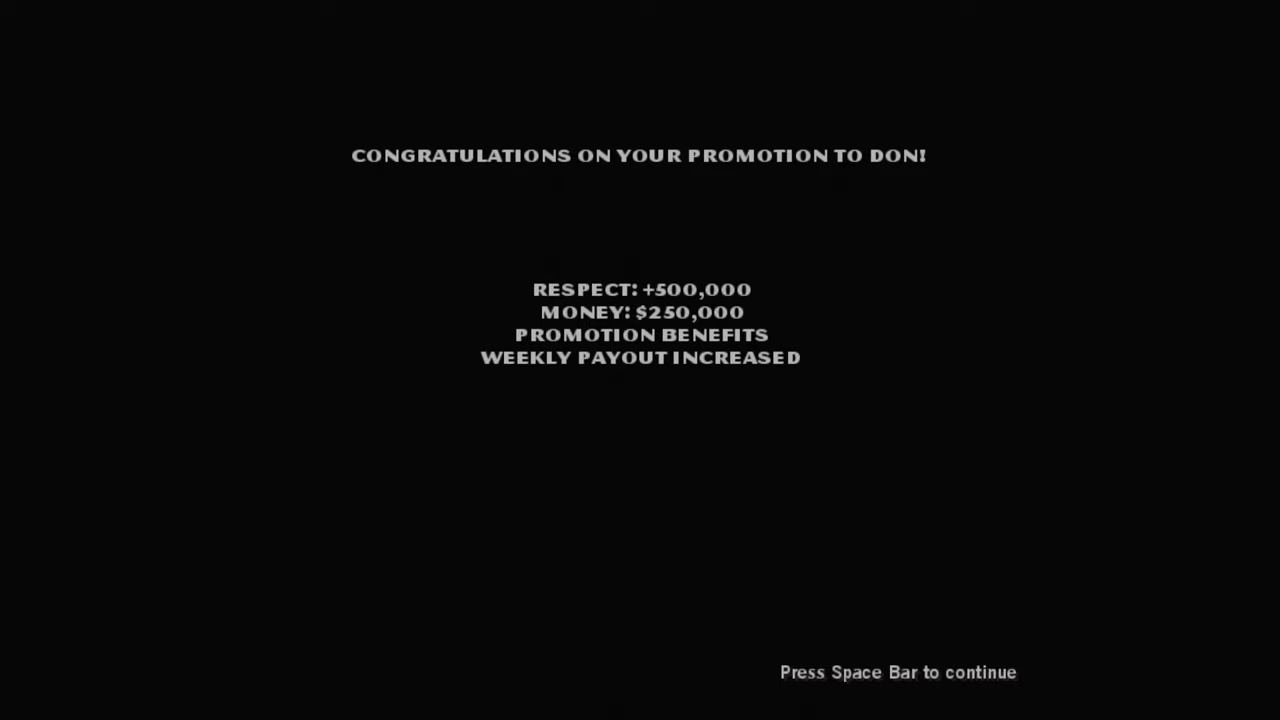 CONGRATULATIONS ON YOUR PROMOTION TO DON!
RESPECT: +500,000
MONEY: $250,000
PROMOTION BENEFITS
WEEKLY PAYOUT INCREASED
Press Space Bar to continue